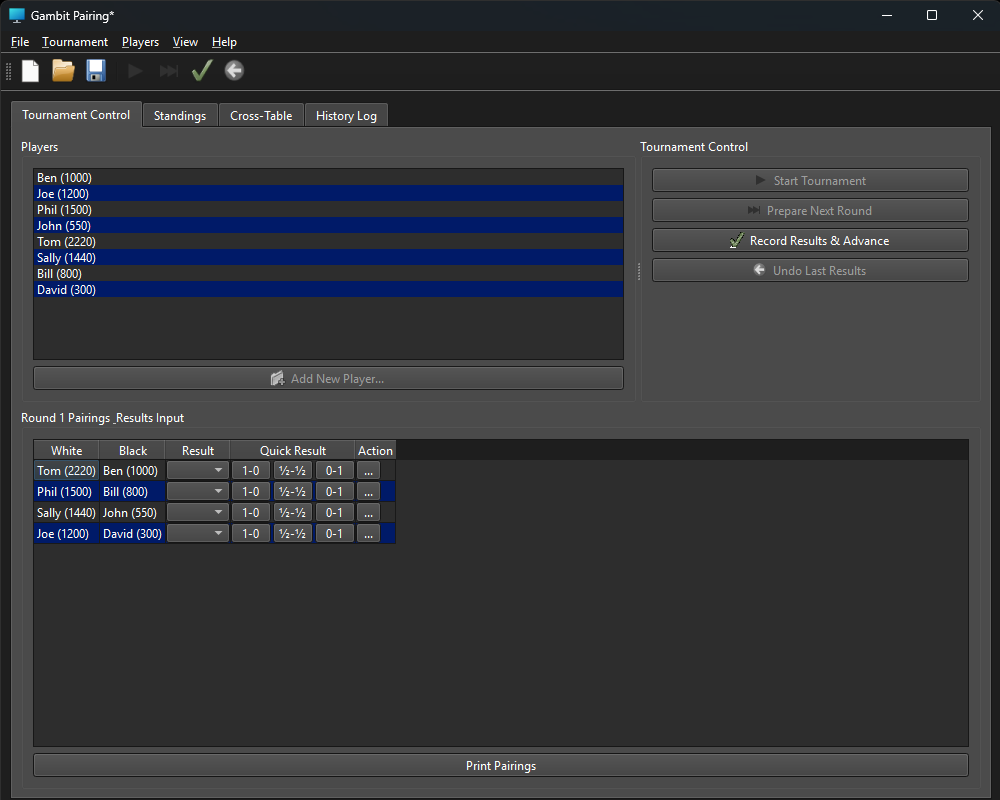 Gambit Pairing*
File Tournament Players View Help
Tournament Control Standings Cross-Table History Log
Players
Ben (1000)
Joe (1200)
Phil (1500)
John (550)
Tom (2220)
Sally (1440)
Bill (800)
David (300)
Add New Player...
Tournament Control
Start Tournament
Prepare Next Round
Record Results & Advance
Undo Last Results
Round 1 Pairings _Results Input
White Black Result Quick Result Action
Tom (2220) Ben (1000) 1-0 ½-½ 0-1 ...
Phil (1500) Bill (800) 1-0 ½-½ 0-1 ...
Sally (1440) John (550) 1-0 ½-½ 0-1 ...
Joe (1200) David (300) 1-0 ½-½ 0-1 ...
Print Pairings